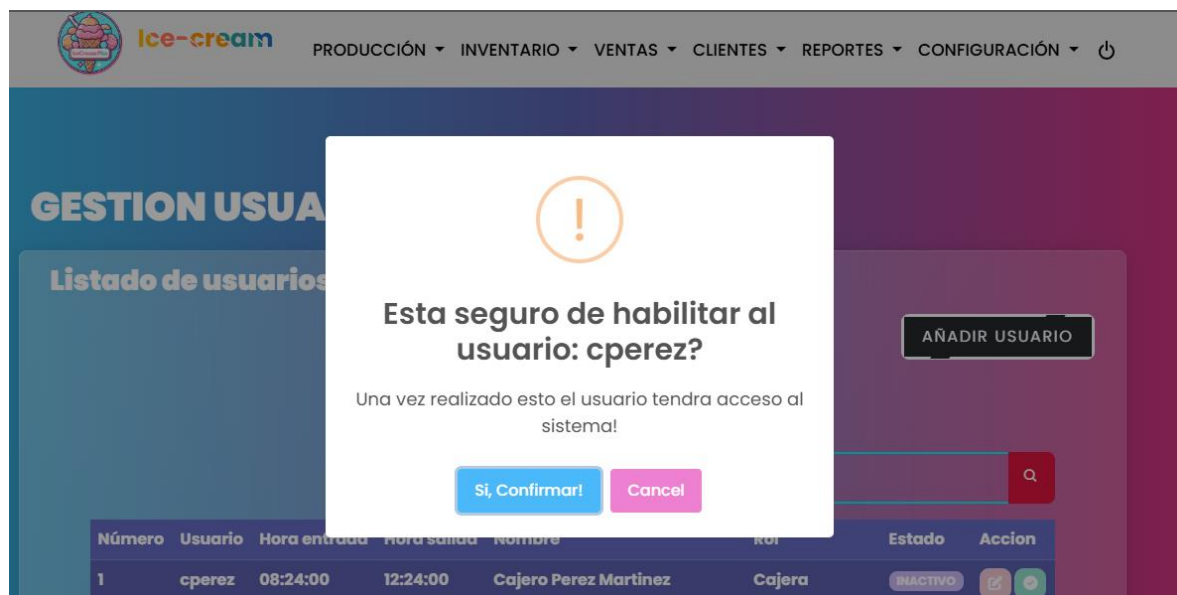 Ice-cream
PRODUCCIÓN INVENTARIO VENTAS CLIENTES REPORTES CONFIGURACIÓN
GESTION USUA
Listado de usuarios
Esta seguro de habilitar al
usuario: cperez?
Una vez realizado esto el usuario tendra acceso al
sistema!
Si, Confirmar!
Cancel
AÑADIR USUARIO
Número Usuario Hora entrada Hora salida Nombre Rol Estado Accion
1 cperez 08:24:00 12:24:00 Cajero Perez Martinez Cajera INACTIVO